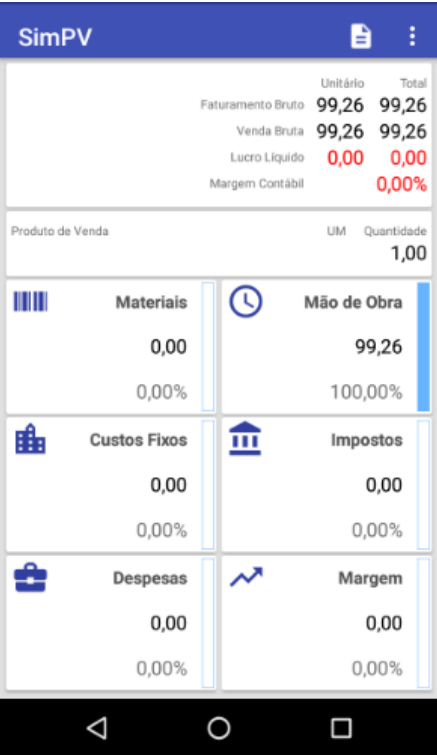 SimPV
Unitário Total
Faturamento Bruto 99,26 99,26
Venda Bruta 99,26 99,26
Lucro Líquido 0,00 0,00
Margem Contábil 0,00%
Produto de Venda UM Quantidade
1,00
Materiais
0,00
0,00%
Mão de Obra
99,26
100,00%
Custos Fixos
0,00
0,00%
Impostos
0,00
0,00%
Despesas
0,00
0,00%
Margem
0,00
0,00%